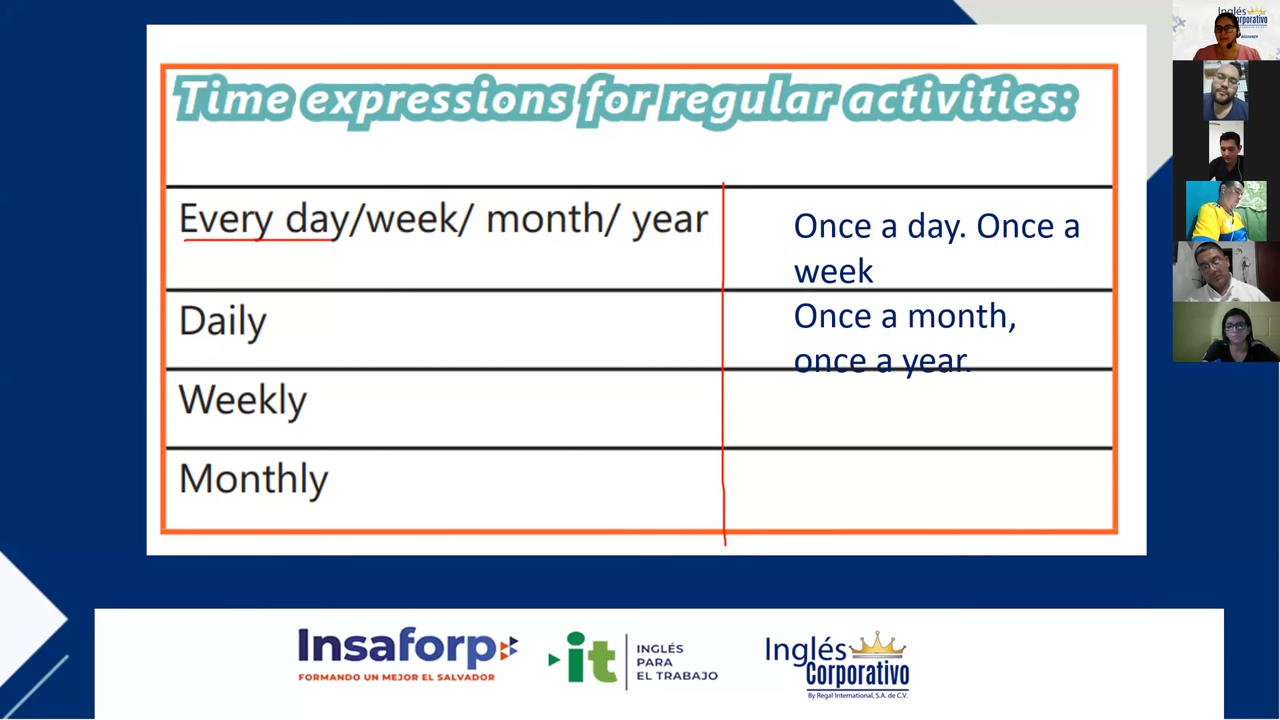 Time expressions for regular activities:
Every day/week/ month/ year
Once a day. Once a
week
Daily
Once a month,
once a year.
Weekly
Monthly
Insaforp
FORMANDO UN MEJOR EL SALVADOR
it
INGLÉS
PARA
EL TRABAJO
Inglés
Corporativo
By Regal International, S.A. de C.V.
Inglés
Corporativo